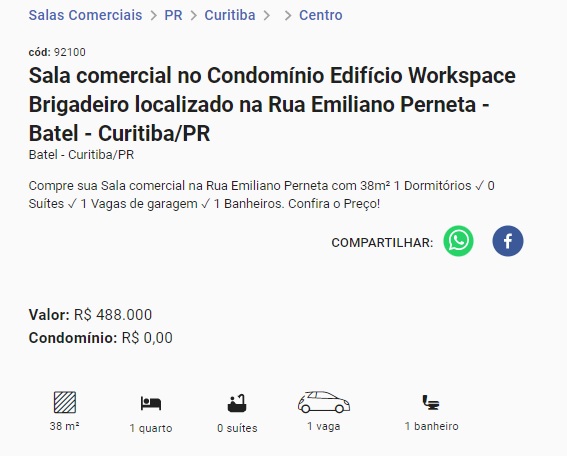 Salas Comerciais > PR > Curitiba > > Centro
cód: 92100
Sala comercial no Condomínio Edifício Workspace
Brigadeiro localizado na Rua Emiliano Perneta -
Batel - Curitiba/PR
Batel - Curitiba/PR
Compre sua Sala comercial na Rua Emiliano Perneta com 38m² 1 Dormitórios ✓ 0
Suítes ✓ 1 Vagas de garagem ✓ 1 Banheiros. Confira o Preço!
COMPARTILHAR:
Valor: R$ 488.000
Condomínio: R$ 0,00
38 m² 1 quarto 0 suítes 1 vaga 1 banheiro